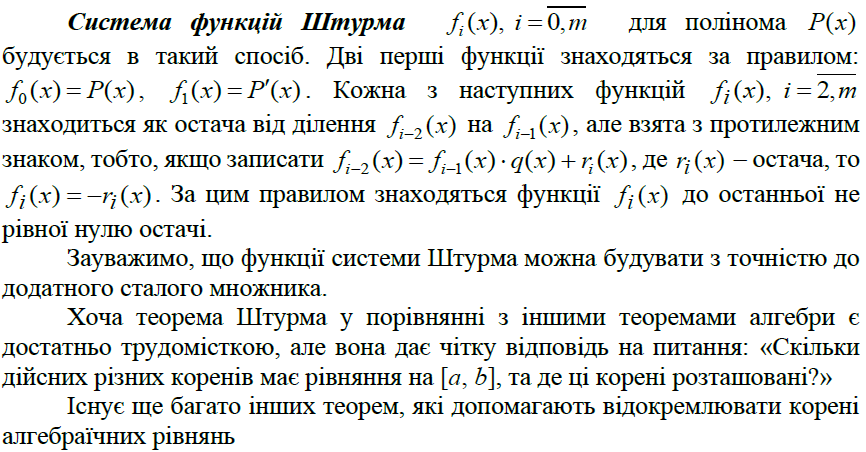 Система функцій Штурма f_i(x), i = \overline{0,m} для полінома P(x)
будується в такий спосіб. Дві перші функції знаходяться за правилом:
f_0(x) = P(x), f_1(x) = P′(x). Кожна з наступних функцій f_i(x), i = \overline{2,m}
знаходиться як остача від ділення f_{i−2}(x) на f_{i−1}(x), але взята з протилежним
знаком, тобто, якщо записати f_{i−2}(x) = f_{i−1}(x) · q(x) + r_i(x), де r_i(x) − остача, то
f_i(x) = −r_i(x). За цим правилом знаходяться функції f_i(x) до останньої не
рівної нулю остачі.
Зауважимо, що функції системи Штурма можна будувати з точністю до
додатного сталого множника.
Хоча теорема Штурма у порівнянні з іншими теоремами алгебри є
достатньо трудомісткою, але вона дає чітку відповідь на питання: «Скільки
дійсних різних коренів має рівняння на [a, b], та де ці корені розташовані?»
Існує ще багато інших теорем, які допомагають відокремлювати корені
алгебраїчних рівнянь